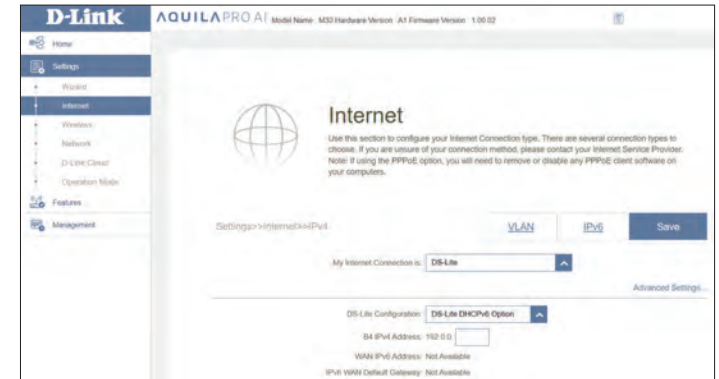 D-Link
AQUILA PRO AI Model Name: M30 Hardware Version: A1 Firmware Version: 1.00.02
Home
Settings
Wizard
Internet
Wireless
Network
D-Link Cloud
Operation Mode
Features
Management
Internet
Use this section to configure your Internet Connection type. There are several connection types to
choose. If you are unsure of your connection method, please contact your Internet Service Provider.
Note: If using the PPPoE option, you will need to remove or disable any PPPoE client software on
your computers.
Settings>>Internet>>IPv4
VLAN
IPv6
Save
My Internet Connection is: DS-Lite
Advanced Settings...
DS-Lite Configuration: DS-Lite DHCPv6 Option
B4 IPv4 Address: 192.0.0.
WAN IPv6 Address: Not Available
IPv6 WAN Default Gateway: Not Available